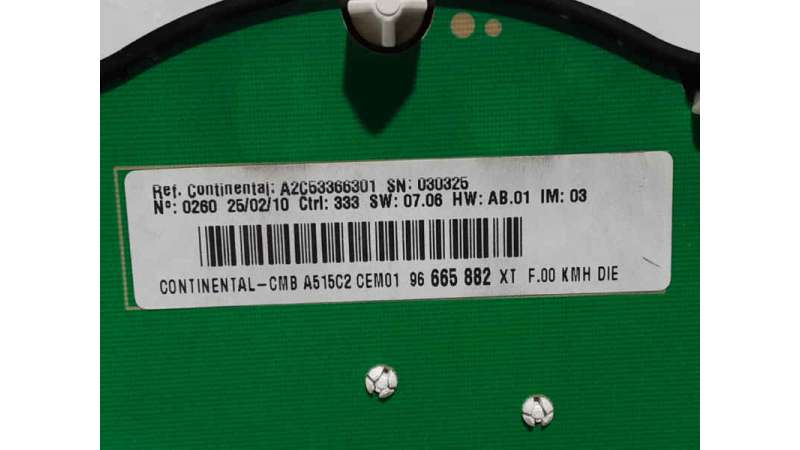 Ref. Continental: A2C53366301 SN: 030325
Nº: 0260 25/02/10 Ctrl: 333 SW: 07.06 HW: AB.01 IM: 03
CONTINENTAL-CMB A515C2 CEM01 96 665 882 XT F.00 KMH DIE